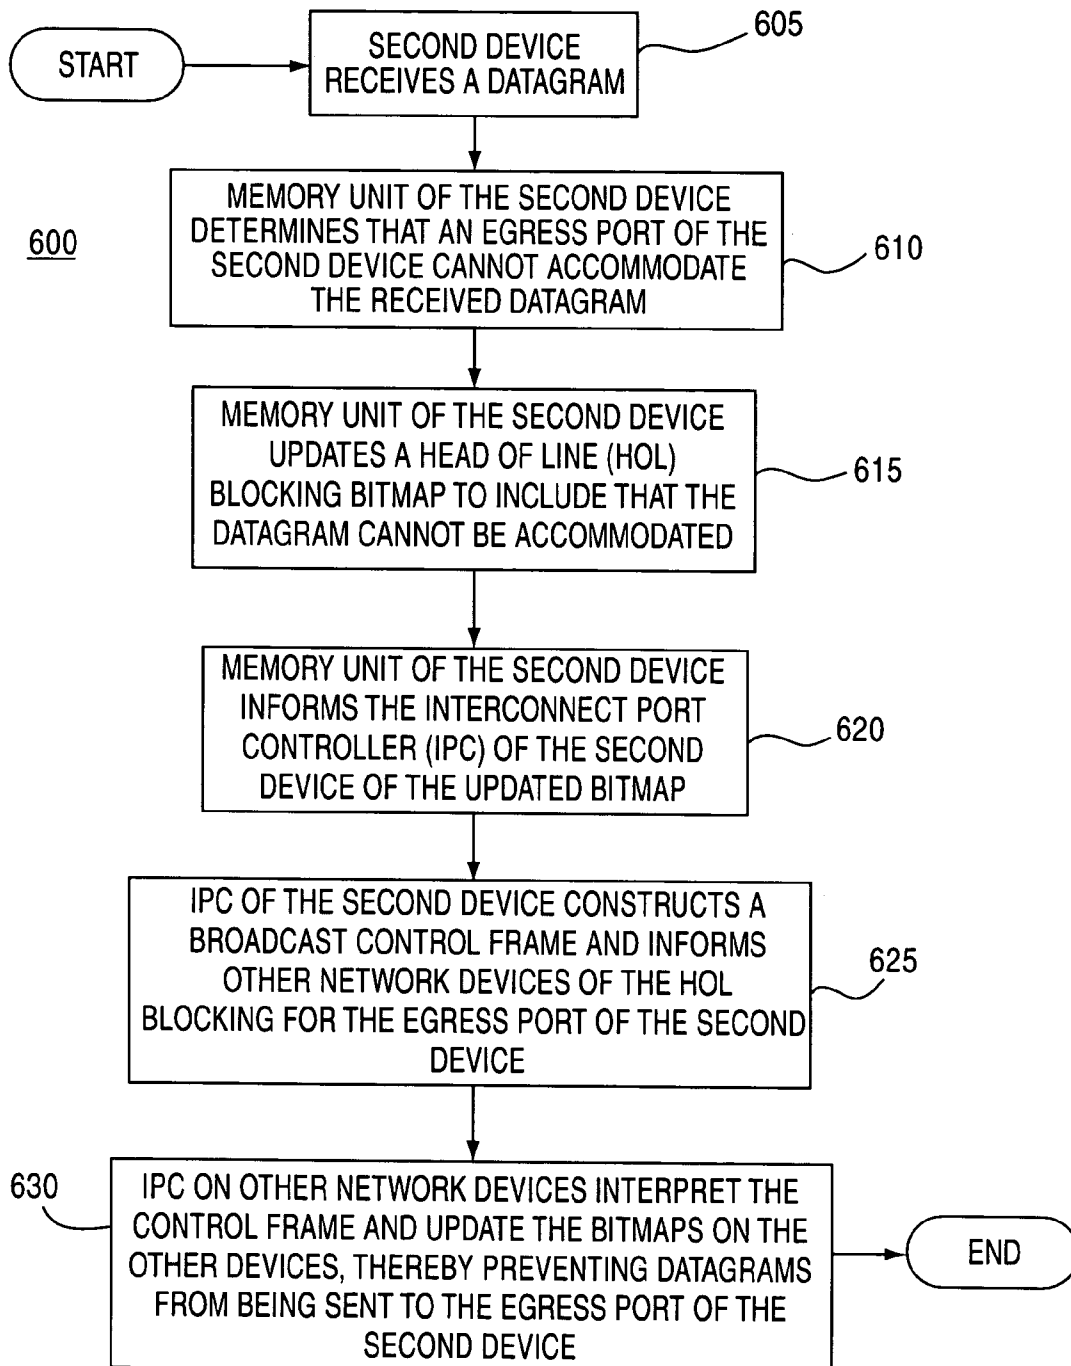 START
SECOND DEVICE
RECEIVES A DATAGRAM
605
600
MEMORY UNIT OF THE SECOND DEVICE
DETERMINES THAT AN EGRESS PORT OF THE
SECOND DEVICE CANNOT ACCOMMODATE
THE RECEIVED DATAGRAM
610
MEMORY UNIT OF THE SECOND DEVICE
UPDATES A HEAD OF LINE (HOL)
BLOCKING BITMAP TO INCLUDE THAT THE
DATAGRAM CANNOT BE ACCOMMODATED
615
MEMORY UNIT OF THE SECOND DEVICE
INFORMS THE INTERCONNECT PORT
CONTROLLER (IPC) OF THE SECOND
DEVICE OF THE UPDATED BITMAP
620
IPC OF THE SECOND DEVICE CONSTRUCTS A
BROADCAST CONTROL FRAME AND INFORMS
OTHER NETWORK DEVICES OF THE HOL
BLOCKING FOR THE EGRESS PORT OF THE SECOND
DEVICE
625
630
IPC ON OTHER NETWORK DEVICES INTERPRET THE
CONTROL FRAME AND UPDATE THE BITMAPS ON THE
OTHER DEVICES, THEREBY PREVENTING DATAGRAMS
FROM BEING SENT TO THE EGRESS PORT OF THE
SECOND DEVICE
END